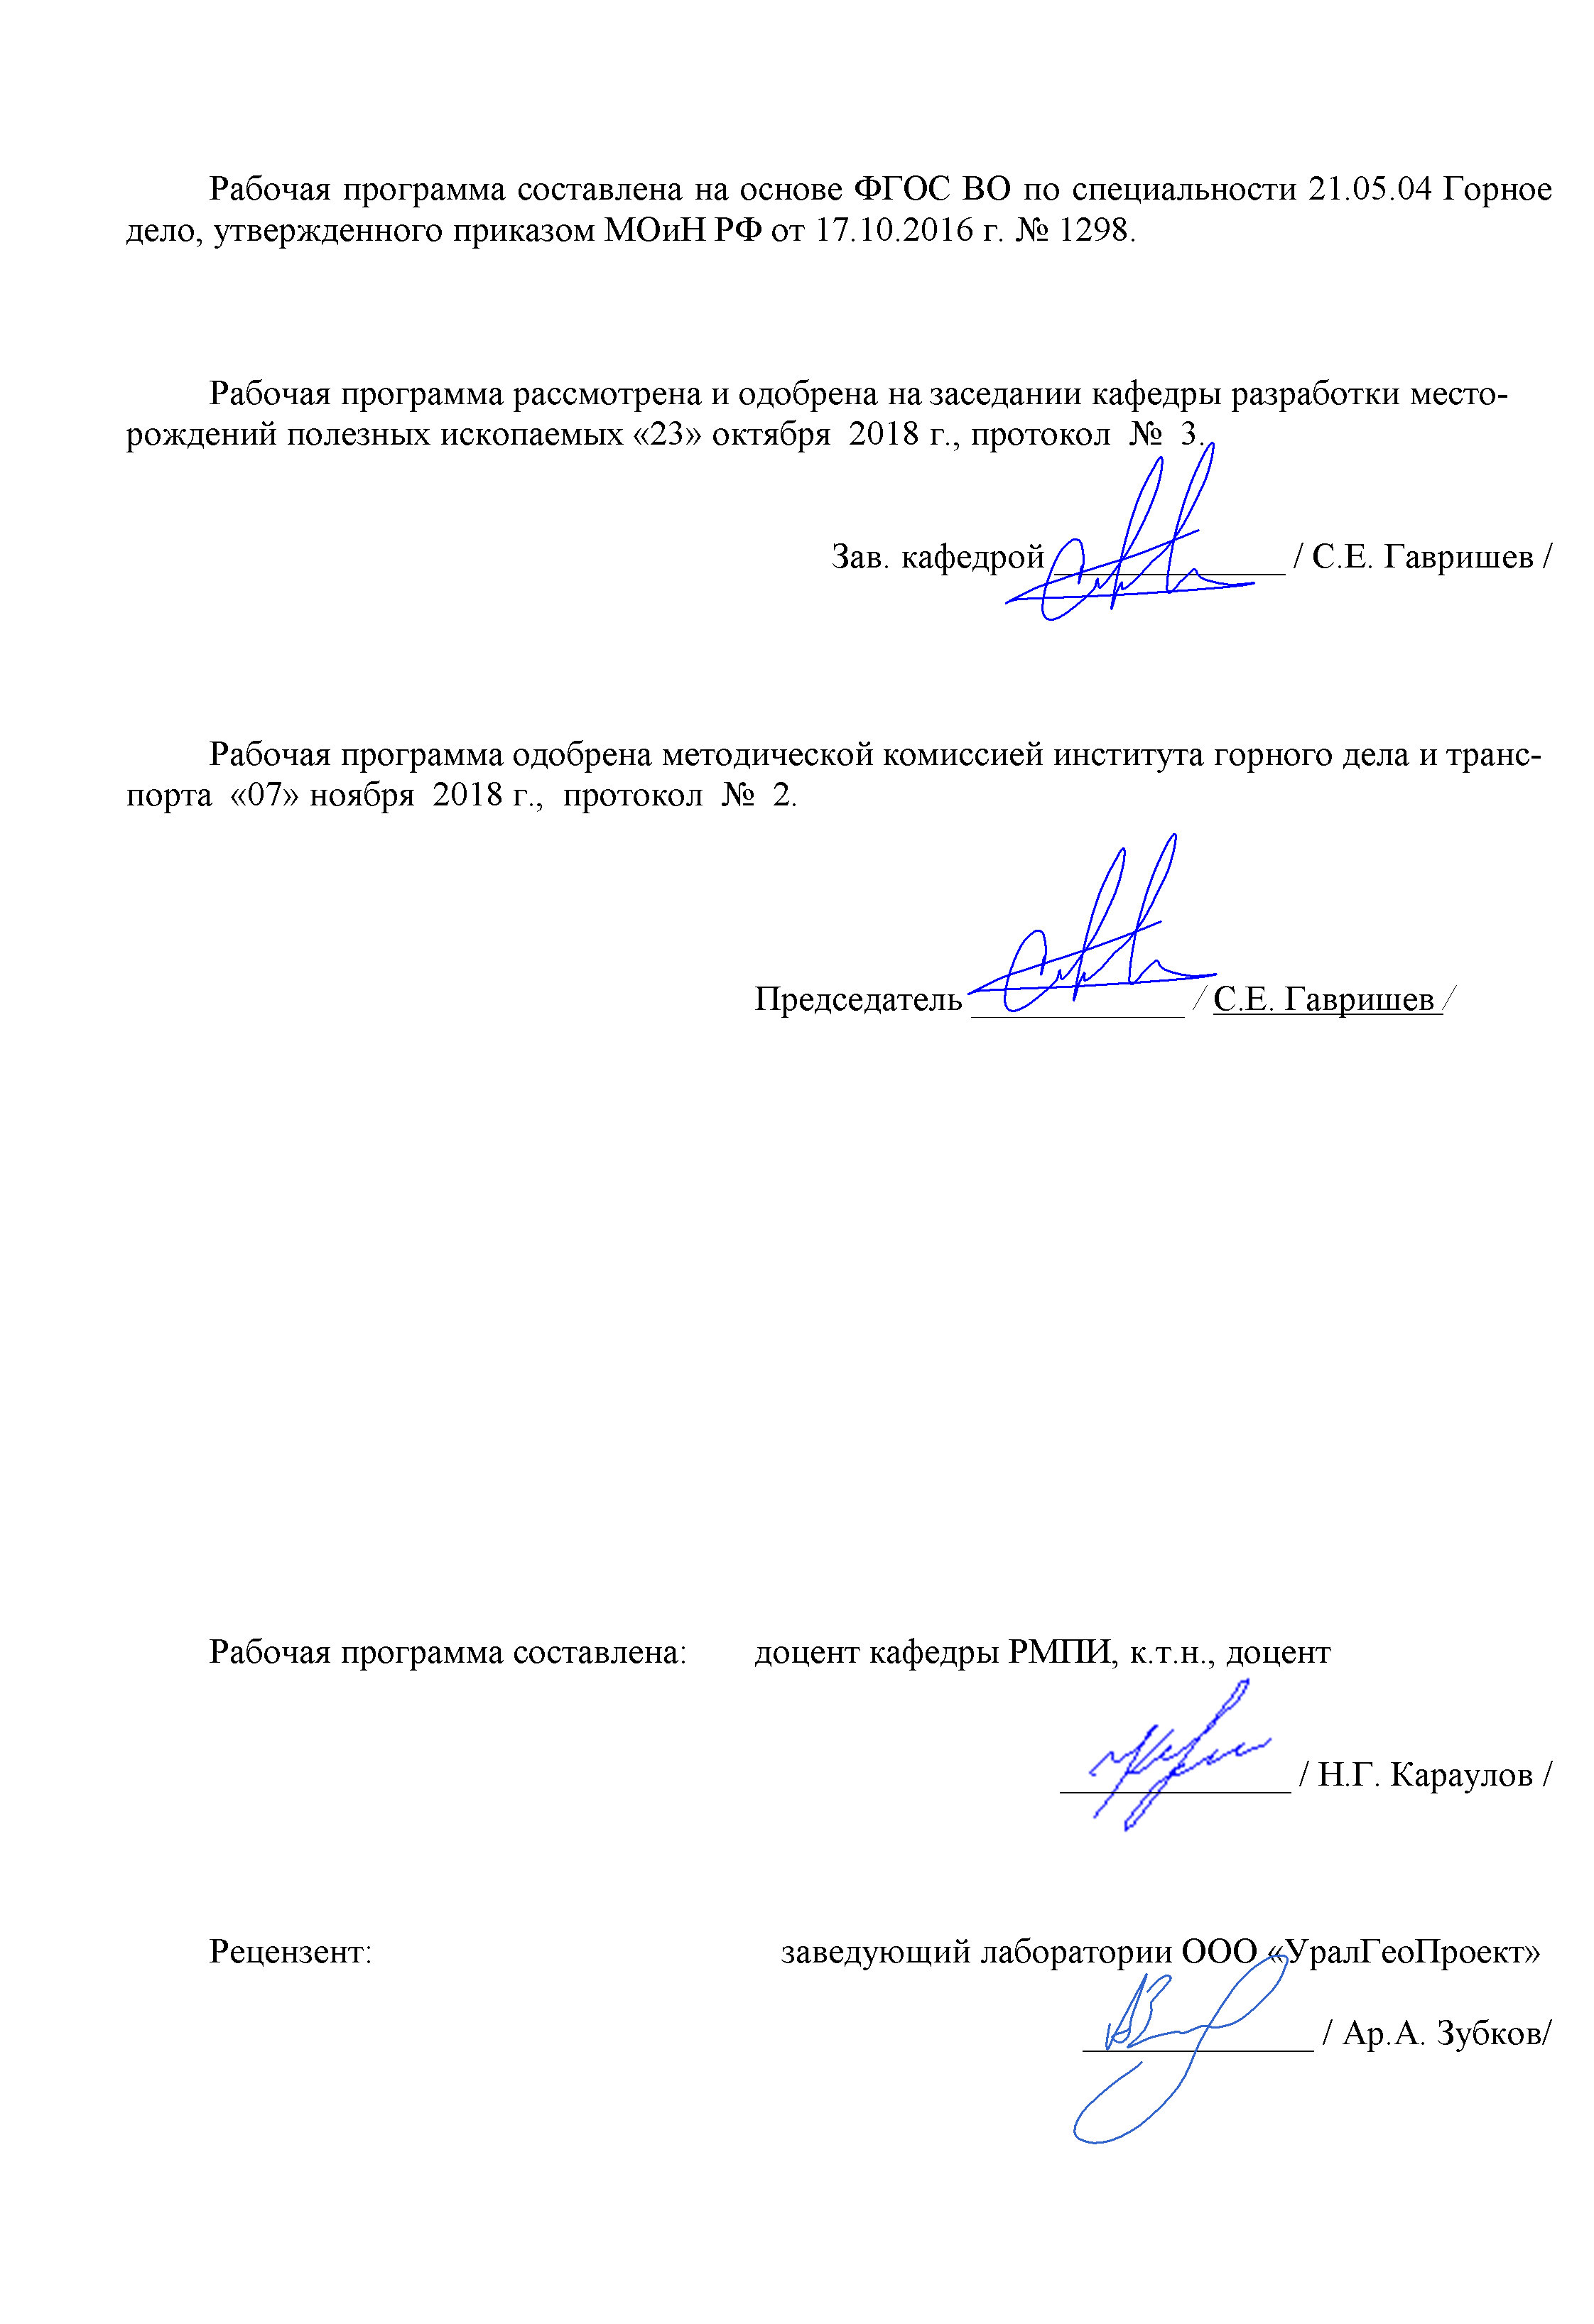 Рабочая программа составлена на основе ФГОС ВО по специальности 21.05.04 Горное
дело, утвержденного приказом МОиН РФ от 17.10.2016 г. № 1298.
Рабочая программа рассмотрена и одобрена на заседании кафедры разработки место-
рождений полезных ископаемых «23» октября 2018 г., протокол № 3.
Зав. кафедрой _____________ / С.Е. Гавришев /
Рабочая программа одобрена методической комиссией института горного дела и транс-
порта «07» ноября 2018 г., протокол № 2.
Председатель ____________ / С.Е. Гавришев /
Рабочая программа составлена: доцент кафедры РМПИ, к.т.н., доцент
_____________ / Н.Г. Караулов /
Рецензент: заведующий лаборатории ООО «УралГеоПроект»
_____________ / Ар.А. Зубков/